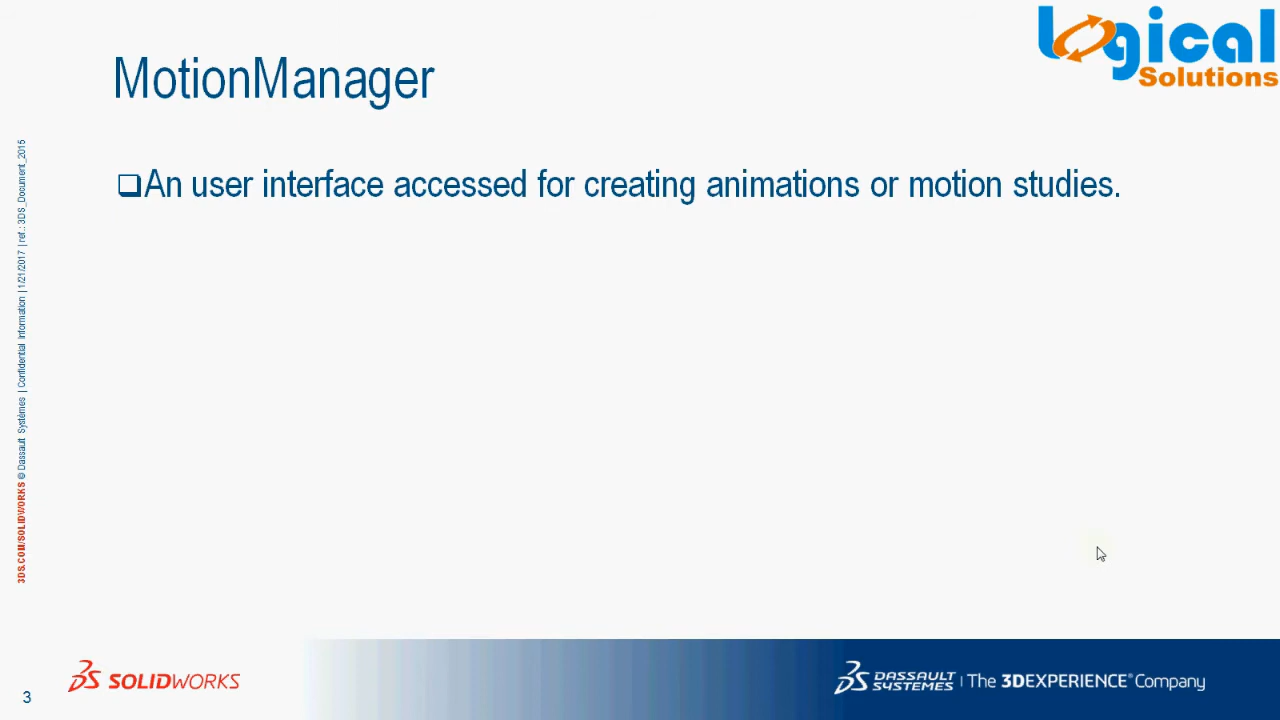 Logical
Solutions
MotionManager
❑An user interface accessed for creating animations or motion studies.
3DS.COM/SOLIDWORKS © Dassault Systèmes | Confidential Information | 1/21/2017 | ref.: 3DS_Document_2015
3
SOLIDWORKS
DASSAULT SYSTEMES | The 3DEXPERIENCE® Company